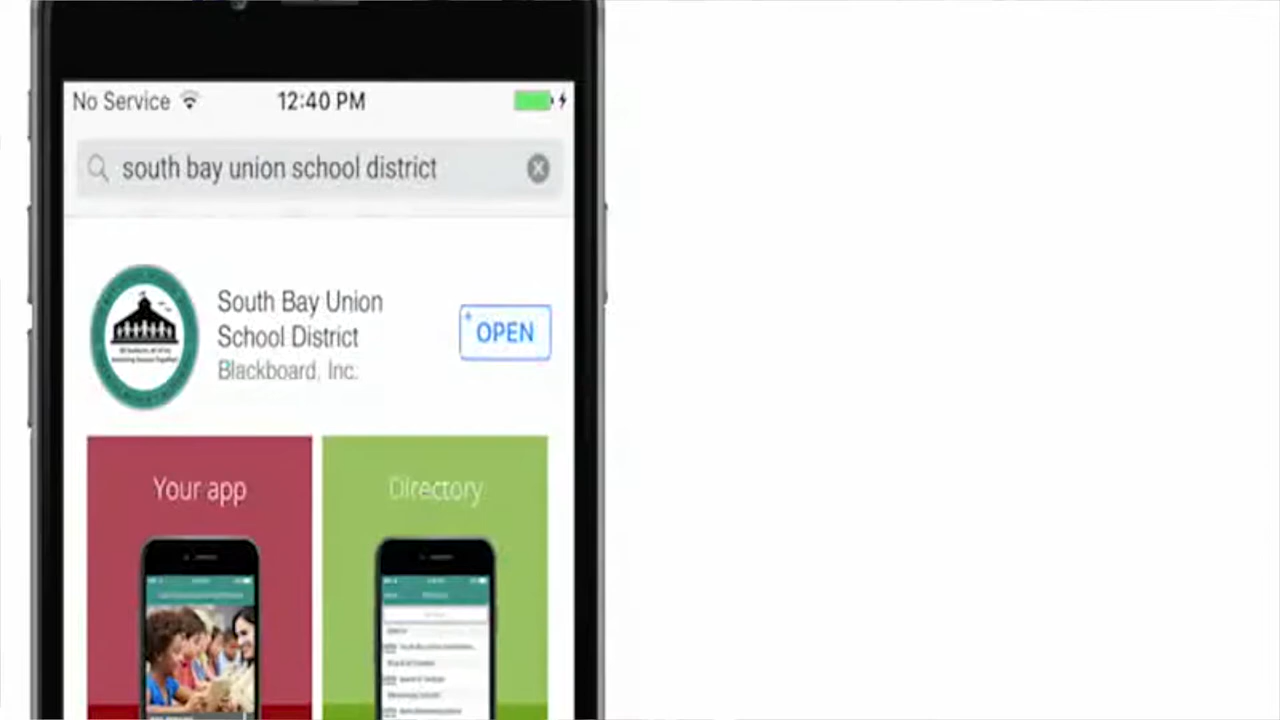 No Service
12:40 PM
south bay union school district
South Bay Union
School District
Blackboard, Inc.
OPEN
Your app
Directory